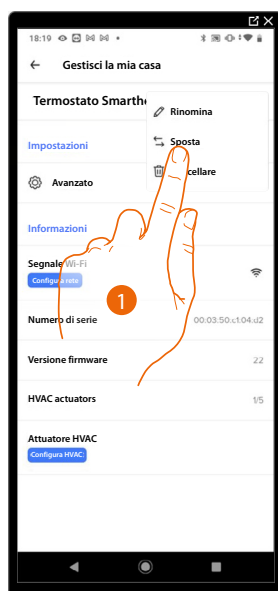 18:19
Gestisci la mia casa
Termostato Smarthe
Rinomina
Sposta
Impostazioni
cellare
Avanzato
Informazioni
Segnale Wi-Fi
Configura rete
1
Numero di serie 00:03:50:c1:04:d2
Versione firmware 22
HVAC actuators 1/5
Attuatore HVAC
Configura HVAC: